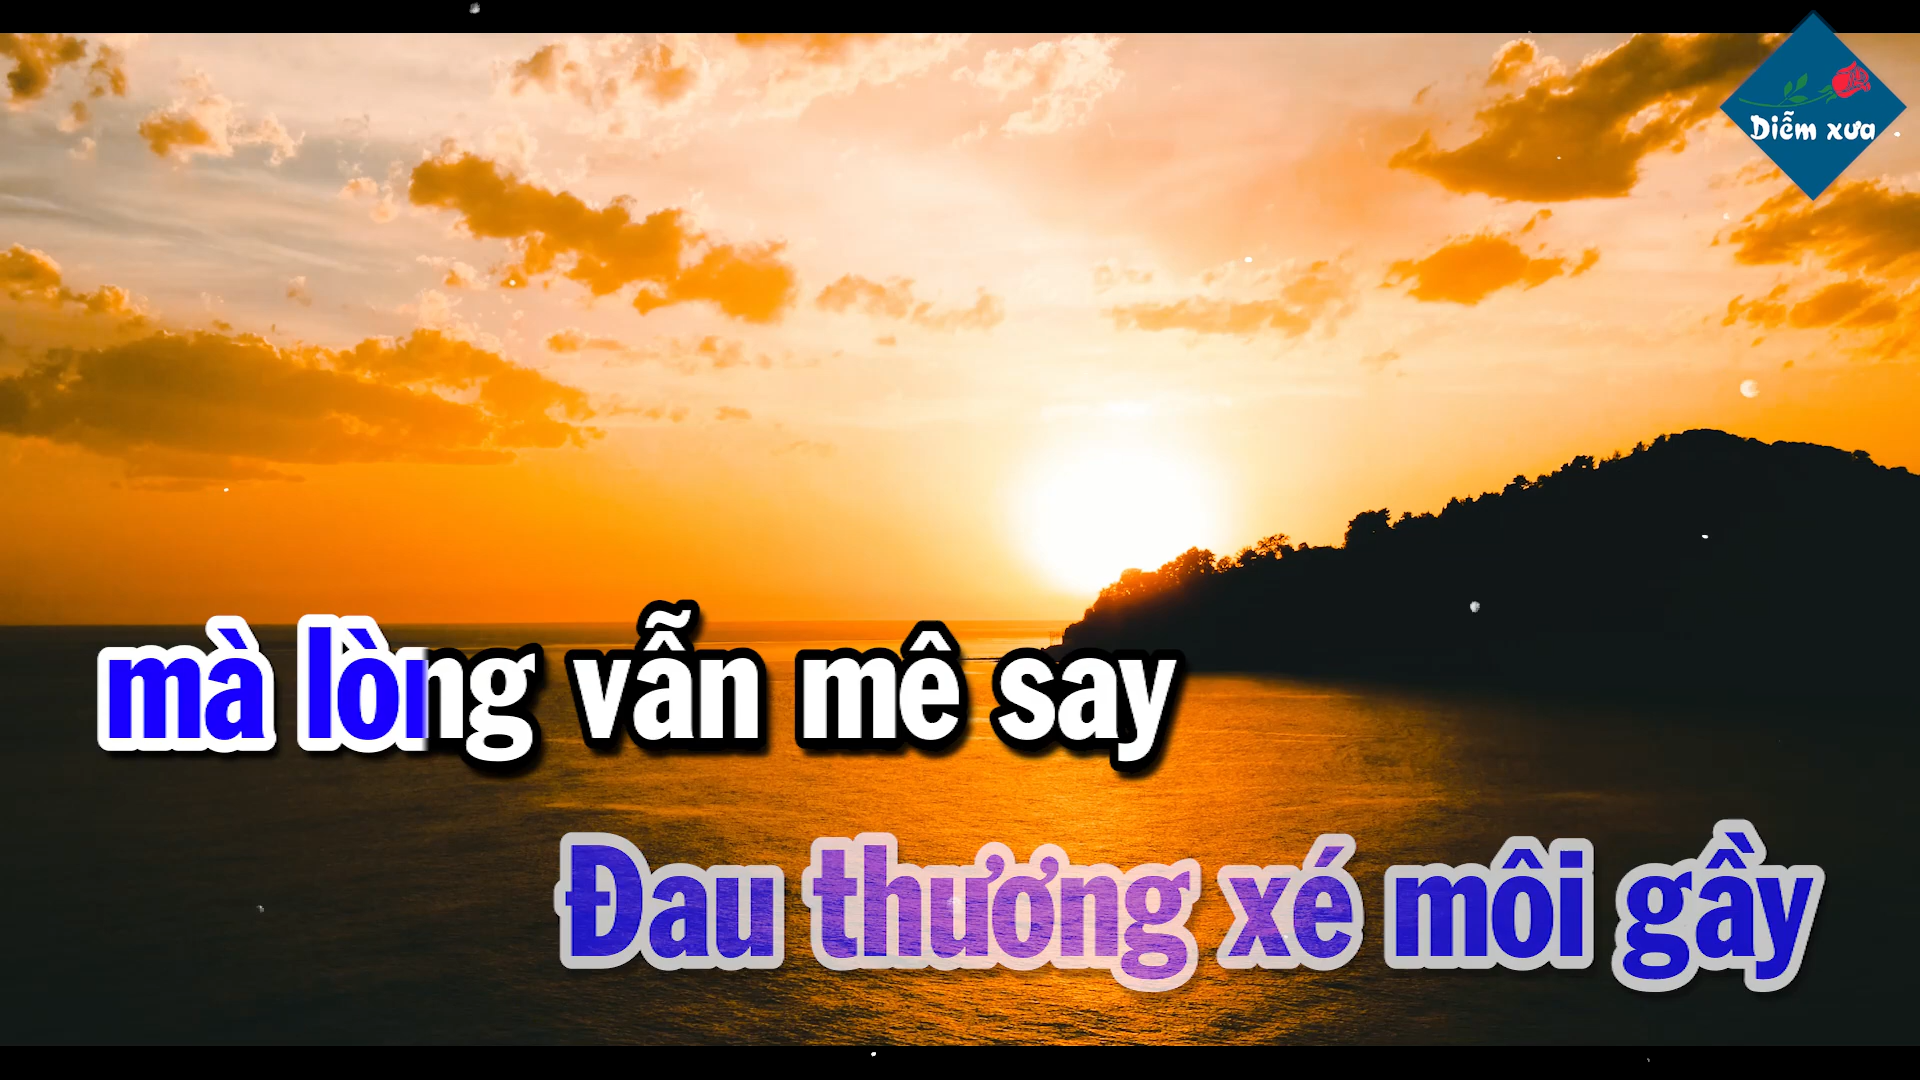 Diễm xưa
mà lòng vẫn mê say
Đau thương xé môi gầy